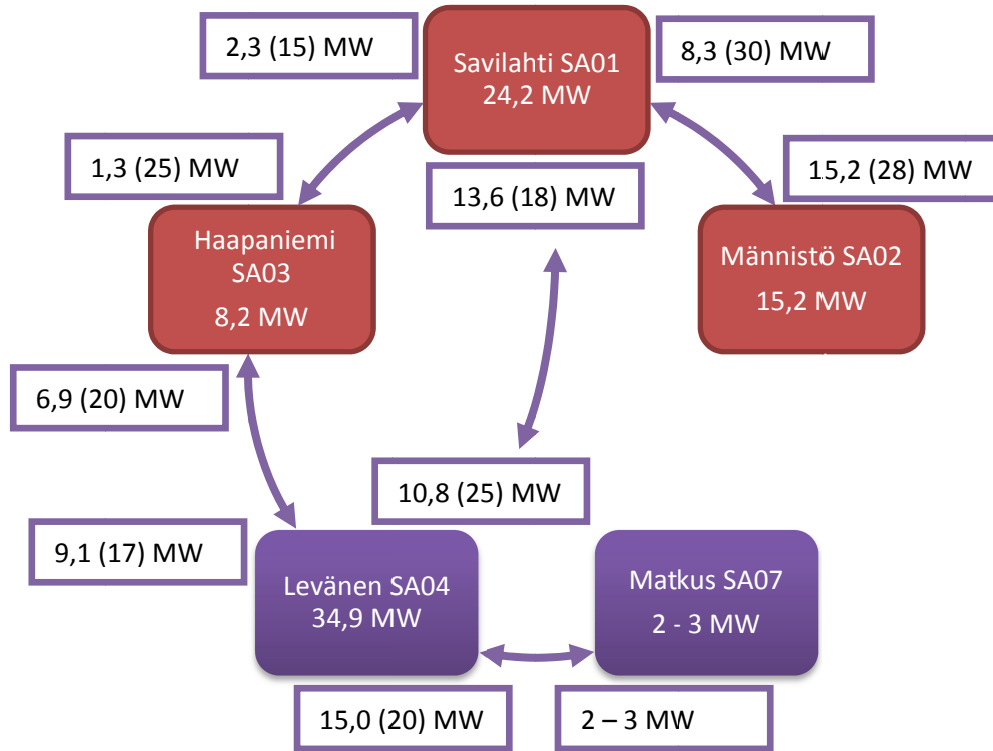 2,3 (15) MW
Savilahti SA01
24,2 MW
8,3 (30) MW
1,3 (25) MW
13,6 (18) MW
15,2 (28) MW
Haapaniemi
SA03
8,2 MW
Männistö SA02
15,2 MW
6,9 (20) MW
10,8 (25) MW
9,1 (17) MW
Levänen SA04
34,9 MW
Matkus SA07
2 - 3 MW
15,0 (20) MW
2 – 3 MW